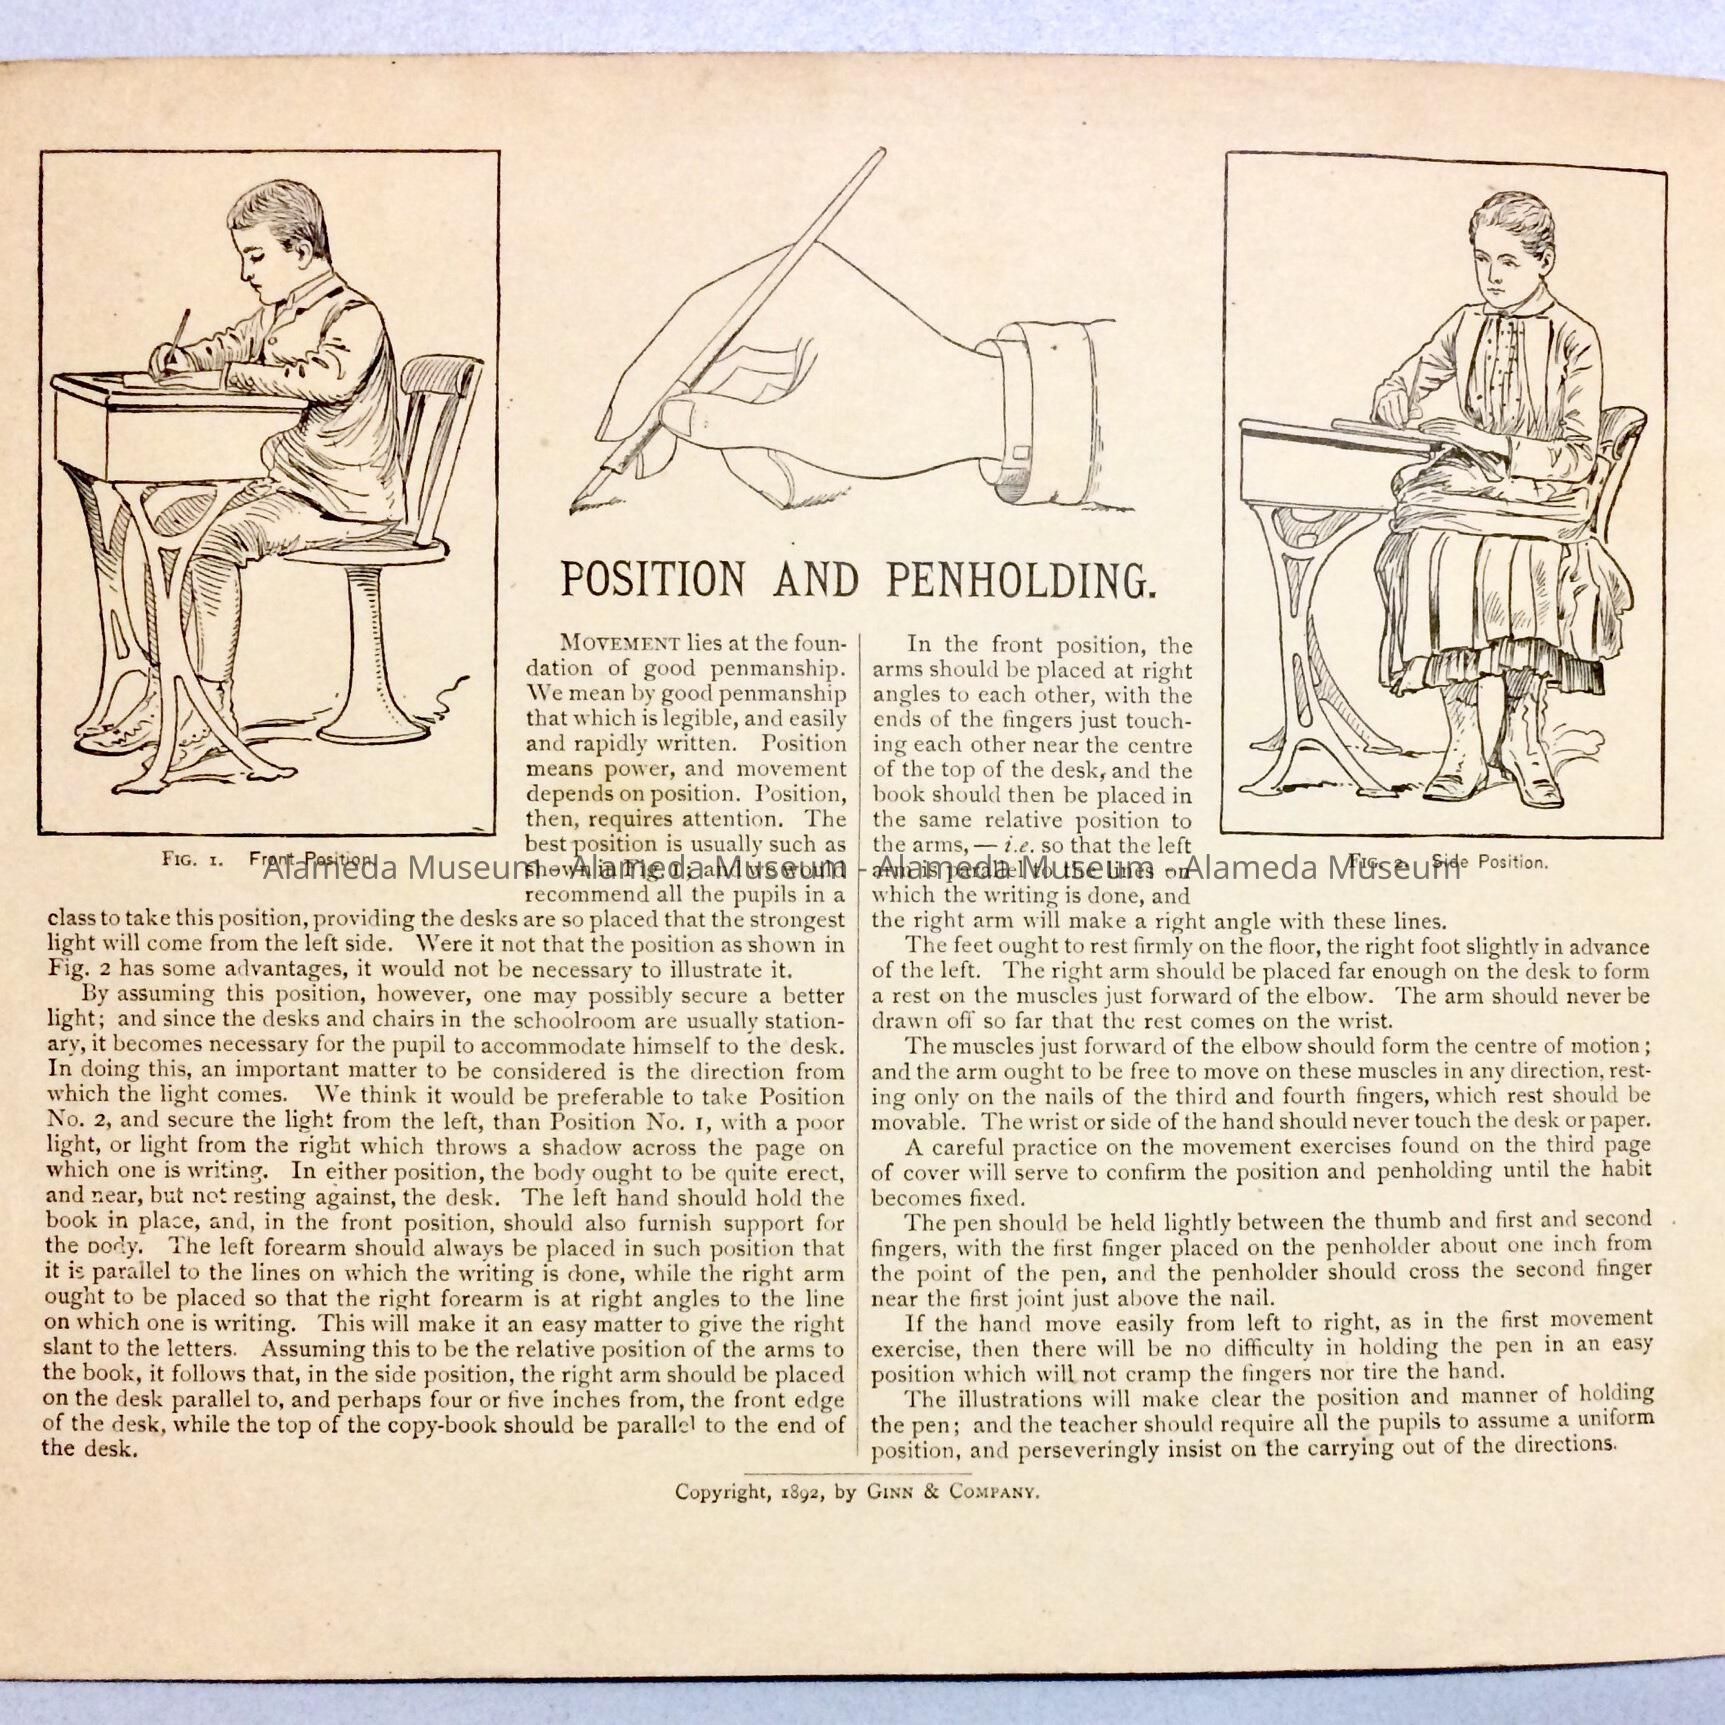 POSITION AND PENHOLDING.
MOVEMENT lies at the foun-
dation of good penmanship.
We mean by good penmanship
that which is legible, and easily
and rapidly written. Position
means power, and movement
depends on position. Position,
then, requires attention. The
best position is usually such as
shown in Fig. 1; and we would
recommend all the pupils in a
class to take this position, providing the desks are so placed that the strongest
light will come from the left side. Were it not that the position as shown in
Fig. 2 has some advantages, it would not be necessary to illustrate it.
By assuming this position, however, one may possibly secure a better
light; and since the desks and chairs in the schoolroom are usually station-
ary, it becomes necessary for the pupil to accommodate himself to the desk.
In doing this, an important matter to be considered is the direction from
which the light comes. We think it would be preferable to take Position
No. 2, and secure the light from the left, than Position No. 1, with a poor
light, or light from the right which throws a shadow across the page on
which one is writing. In either position, the body ought to be quite erect,
and near, but not resting against, the desk. The left hand should hold the
book in place, and, in the front position, should also furnish support for
the body. The left forearm should always be placed in such position that
it is parallel to the lines on which the writing is done, while the right arm
ought to be placed so that the right forearm is at right angles to the line
on which one is writing. This will make it an easy matter to give the right
slant to the letters. Assuming this to be the relative position of the arms to
the book, it follows that, in the side position, the right arm should be placed
on the desk parallel to, and perhaps four or five inches from, the front edge
of the desk, while the top of the copy-book should be parallel to the end of
the desk.
In the front position, the
arms should be placed at right
angles to each other, with the
ends of the fingers just touch-
ing each other near the centre
of the top of the desk, and the
book should then be placed in
the same relative position to
the arms, — i.e. so that the left
arm is parallel to the lines on
which the writing is done, and
the right arm will make a right angle with these lines.
The feet ought to rest firmly on the floor, the right foot slightly in advance
of the left. The right arm should be placed far enough on the desk to form
a rest on the muscles just forward of the elbow. The arm should never be
drawn off so far that the rest comes on the wrist.
The muscles just forward of the elbow should form the centre of motion;
and the arm ought to be free to move on these muscles in any direction, rest-
ing only on the nails of the third and fourth fingers, which rest should be
movable. The wrist or side of the hand should never touch the desk or paper.
A careful practice on the movement exercises found on the third page
of cover will serve to confirm the position and penholding until the habit
becomes fixed.
The pen should be held lightly between the thumb and first and second
fingers, with the first finger placed on the penholder about one inch from
the point of the pen, and the penholder should cross the second finger
near the first joint just above the nail.
If the hand move easily from left to right, as in the first movement
exercise, then there will be no difficulty in holding the pen in an easy
position which will not cramp the fingers nor tire the hand.
The illustrations will make clear the position and manner of holding
the pen; and the teacher should require all the pupils to assume a uniform
position, and perseveringly insist on the carrying out of the directions.
FIG. 1. Front Position.
FIG. 2. Side Position.
Alameda Museum - Alameda Museum - Alameda Museum - Alameda Museum
Copyright, 1892, by GINN & COMPANY.